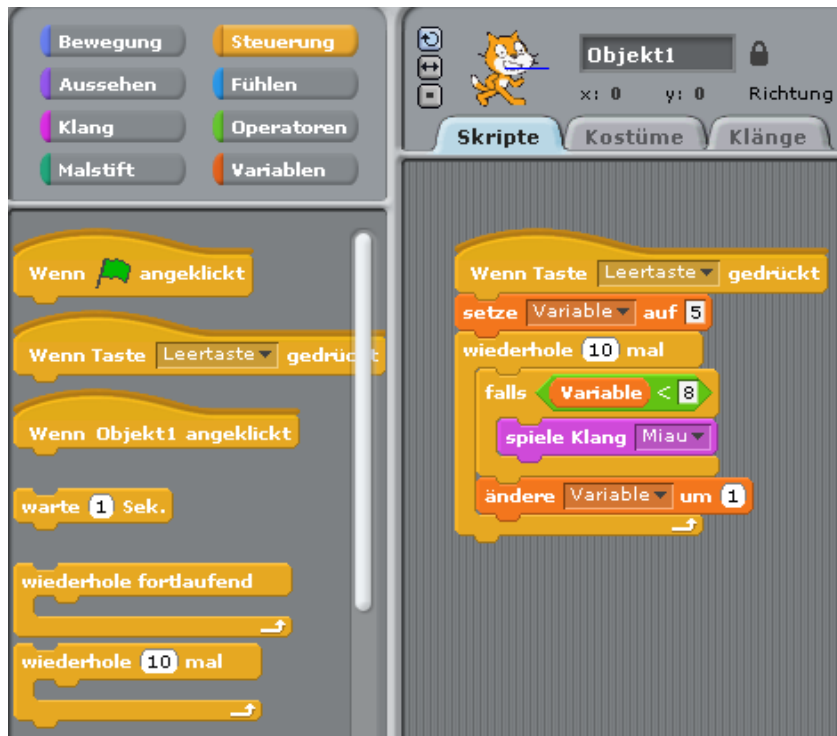 Bewegung
Steuerung
Aussehen
Fühlen
Klang
Operatoren
Malstift
Variablen
Wenn angeklickt
Wenn Taste Leertaste gedrückt
Wenn Objekt1 angeklickt
warte 1 Sek.
wiederhole fortlaufend
wiederhole 10 mal
Objekt1
x: 0 y: 0 Richtung
Skripte
Kostüme
Klänge
Wenn Taste Leertaste gedrückt
setze Variable auf 5
wiederhole 10 mal
falls Variable < 8
spiele Klang Miau
ändere Variable um 1